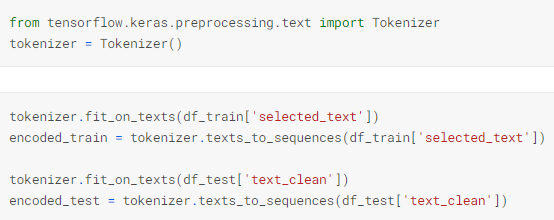 from tensorflow.keras.preprocessing.text import Tokenizer
tokenizer = Tokenizer()
tokenizer.fit_on_texts(df_train['selected_text'])
encoded_train = tokenizer.texts_to_sequences(df_train['selected_text'])
tokenizer.fit_on_texts(df_test['text_clean'])
encoded_test = tokenizer.texts_to_sequences(df_test['text_clean'])